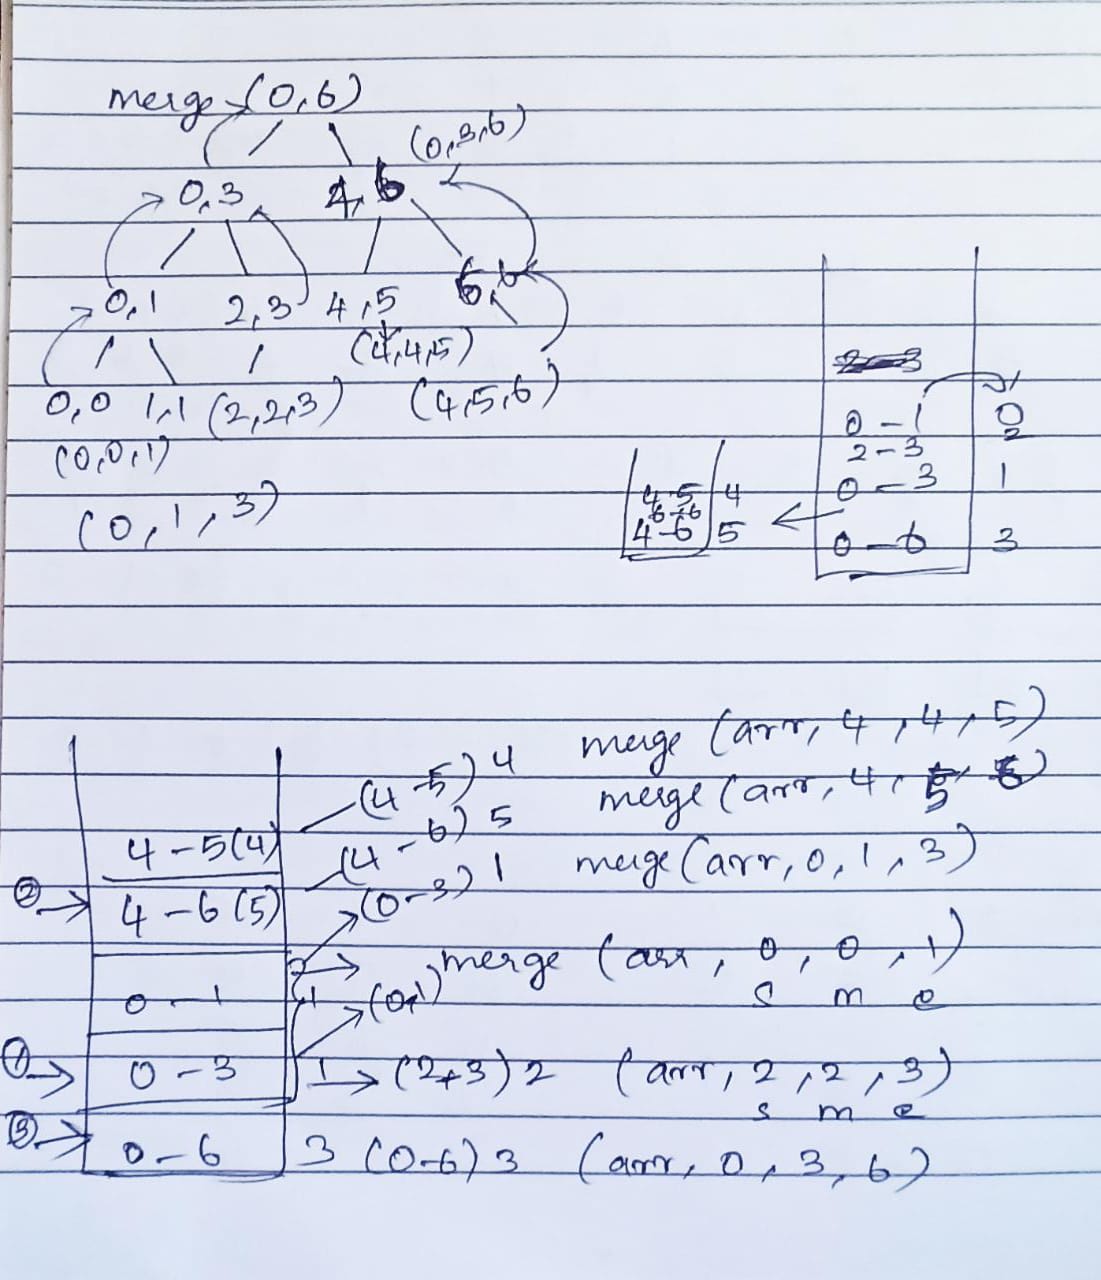 merge (0,6)
(0,3,6)
0,3 4,6
0,1 2,3 4,5 6,6
(4,4,5)
0,0 1,1 (2,2,3) (4,5,6)
(0,0,1)
(0,1,3)
0-1 0
2-3 2
0-3 1
0-6 3
4-5 4
6-6
4-6 5
4-5(4) (4-5) 4 merge (arr, 4, 4, 5)
② 4-6(5) (4-6) 5 merge (arr, 4, 5, 6)
(0-3) 1 merge (arr, 0, 1, 3)
0-1 (0,1) merge (arr, 0, 0, 1)
s m e
① 0-3 1 (2,3) 2 (arr, 2, 2, 3)
s m e
③ 0-6 3 (0-6) 3 (arr, 0, 3, 6)